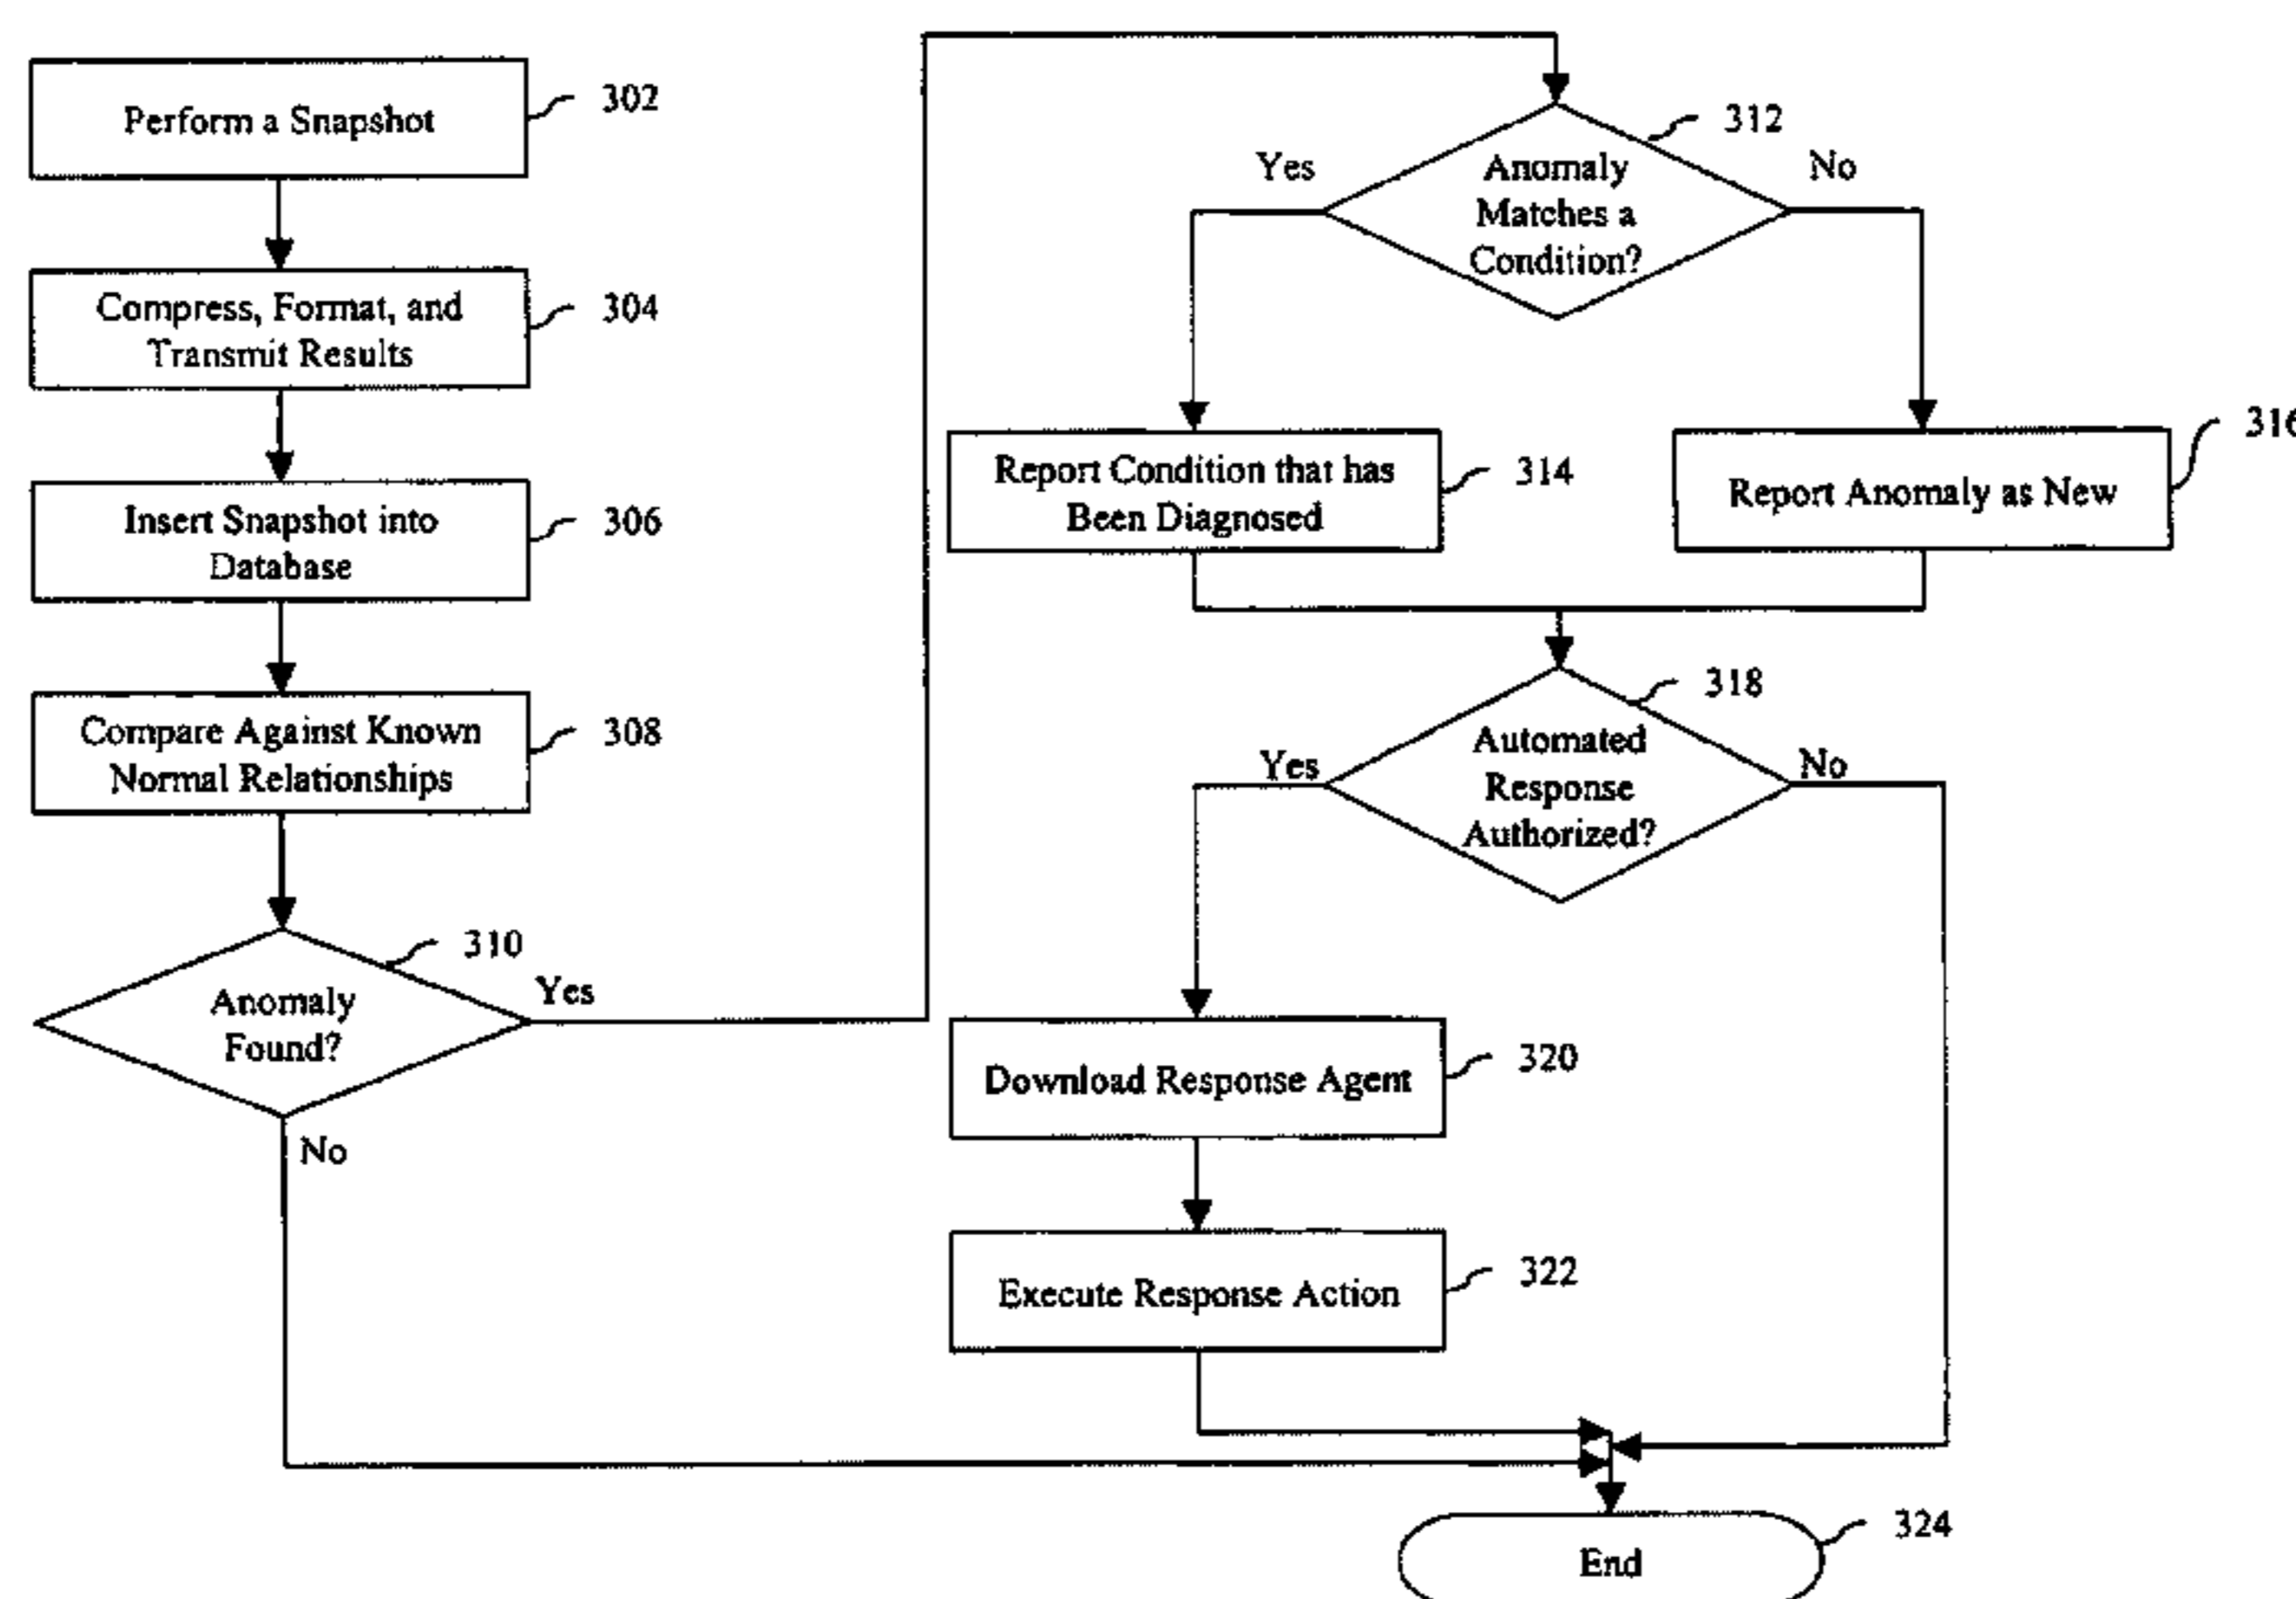 Perform a Snapshot
302
Compress, Format, and
Transmit Results
304
Insert Snapshot into
Database
306
Compare Against Known
Normal Relationships
308
310
Anomaly
Found?
Yes
No
312
Yes
Anomaly
Matches a
Condition?
No
Report Condition that has
Been Diagnosed
314
Report Anomaly as New
316
318
Yes
Automated
Response
Authorized?
No
Download Response Agent
320
Execute Response Action
322
End
324